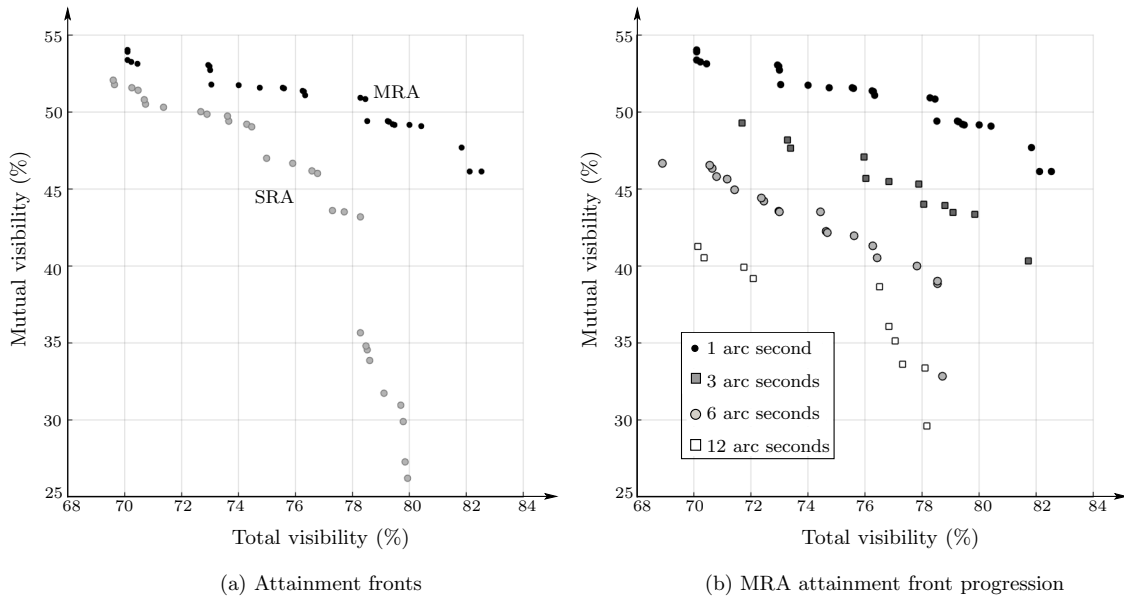 55
50
45
40
35
30
25
68
70
72
74
76
78
80
82
84
Mutual visibility (%)
Total visibility (%)
MRA
SRA
(a) Attainment fronts
55
50
45
40
35
30
25
68
70
72
74
76
78
80
82
84
Mutual visibility (%)
Total visibility (%)
1 arc second
3 arc seconds
6 arc seconds
12 arc seconds
(b) MRA attainment front progression